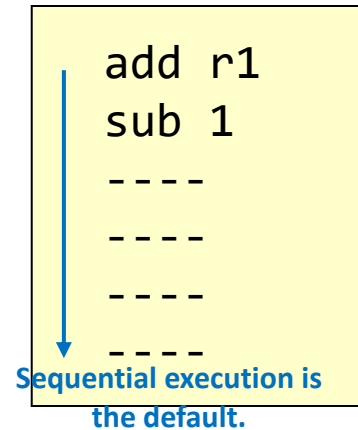 add r1
sub 1
----
----
----
----
Sequential execution is
the default.